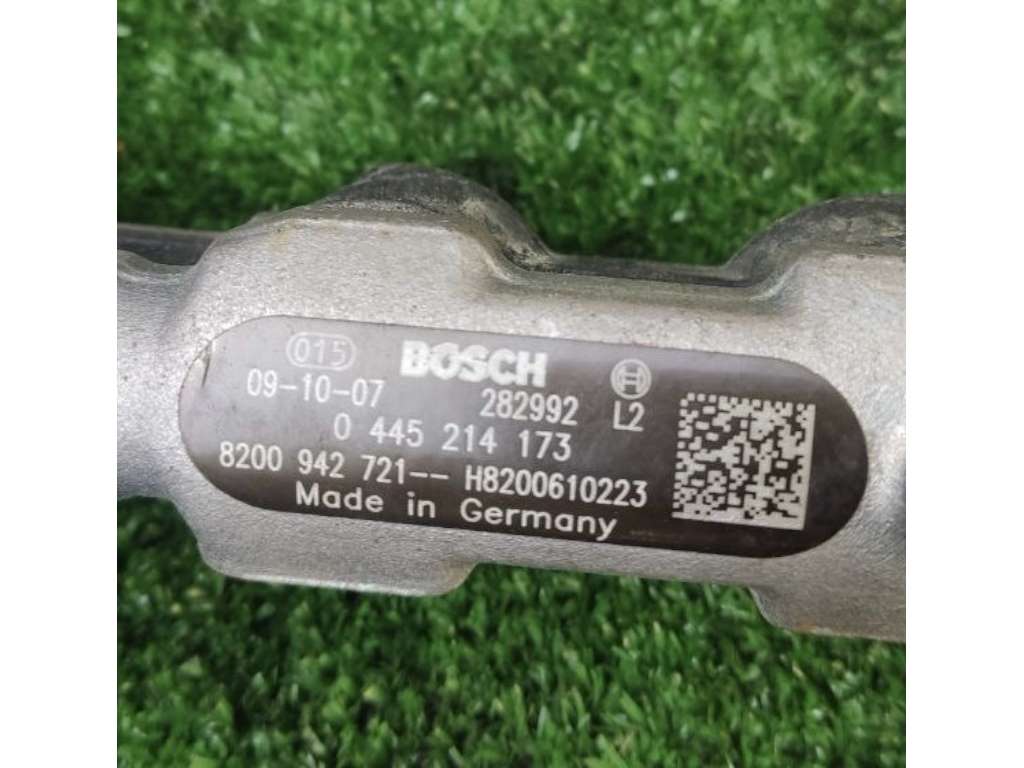 015 BOSCH
09-10-07 282992 L2
0 445 214 173
8200 942 721-- H8200610223
Made in Germany